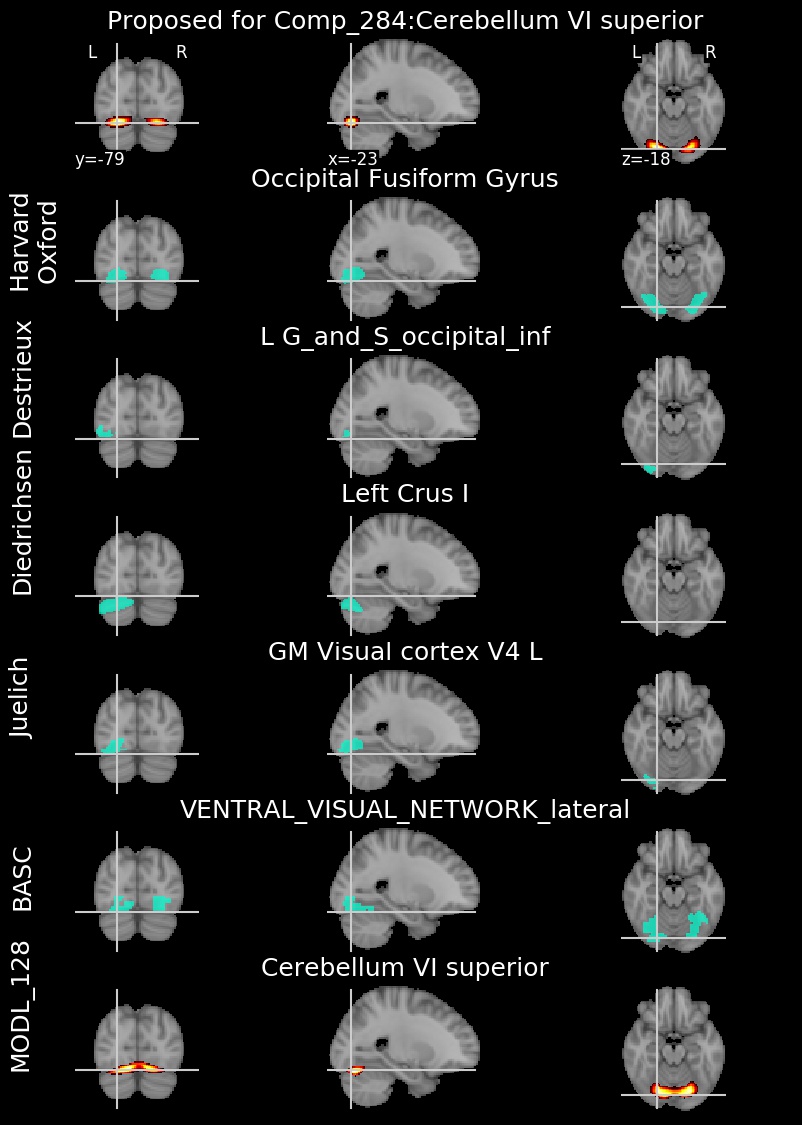 Proposed for Comp_284:Cerebellum VI superior
L R L R
y=-79 x=-23 z=-18
Occipital Fusiform Gyrus
Harvard
Oxford
L G_and_S_occipital_inf
Destrieux
Left Crus I
Diedrichsen
GM Visual cortex V4 L
Juelich
VENTRAL_VISUAL_NETWORK_lateral
BASC
Cerebellum VI superior
MODL_128